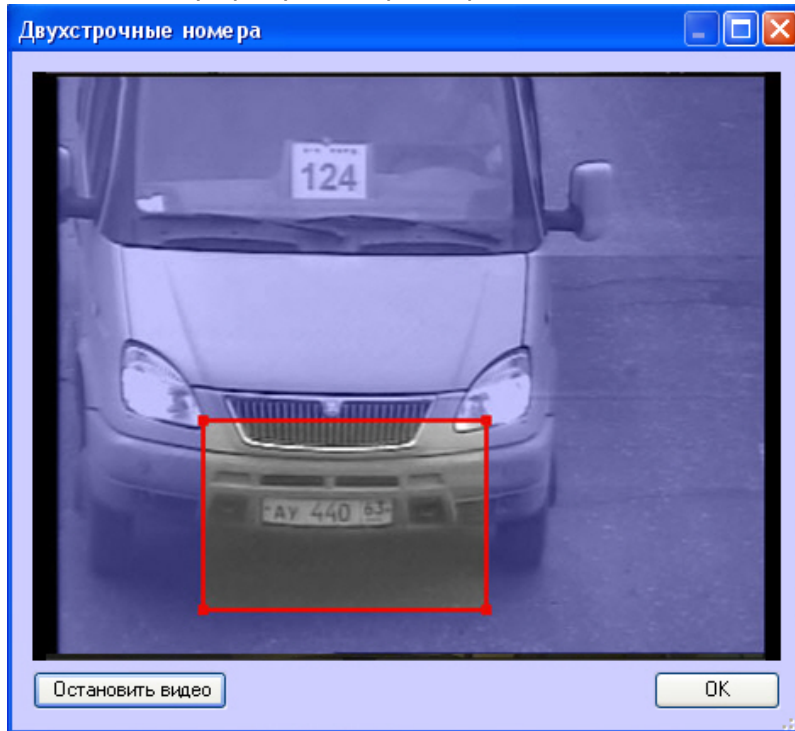 Двухстрочные номера
124
АУ 440 63
Остановить видео
OK